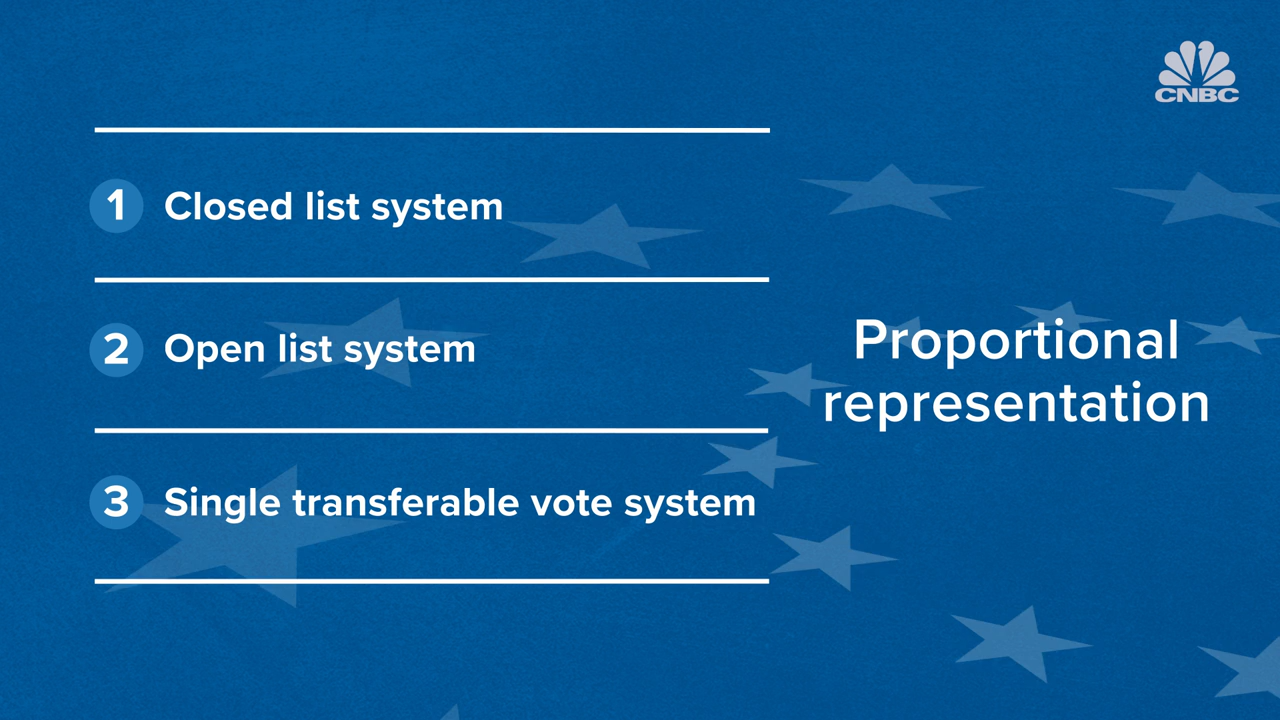 CNBC
1 Closed list system
2 Open list system
3 Single transferable vote system
Proportional
representation